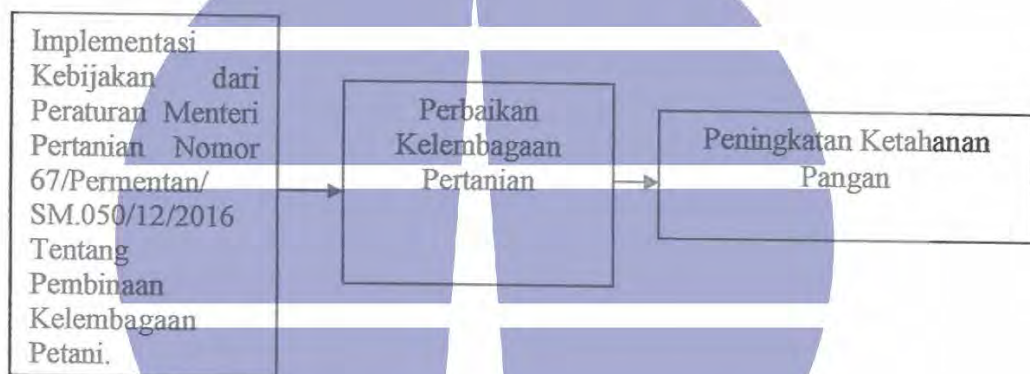 Implementasi
Kebijakan dari
Peraturan Menteri
Pertanian Nomor
67/Permentan/
SM.050/12/2016
Tentang
Pembinaan
Kelembagaan
Petani.
Perbaikan
Kelembagaan
Pertanian
Peningkatan Ketahanan
Pangan